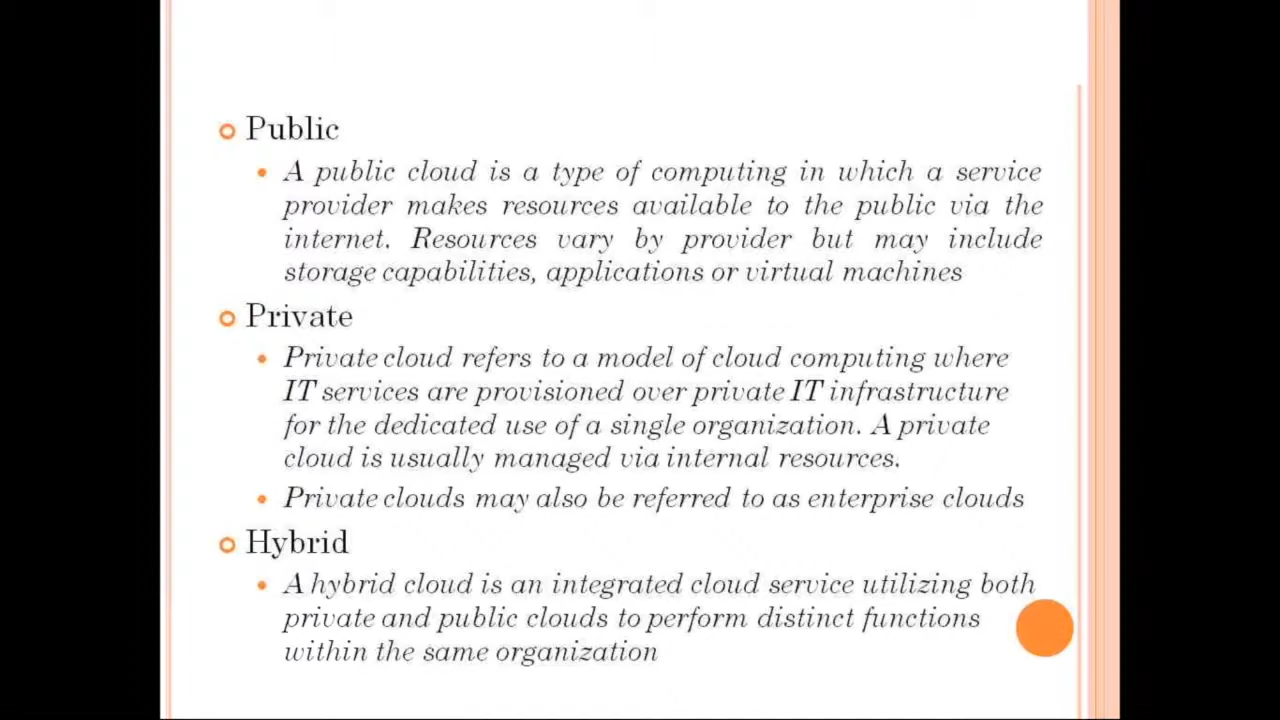 Public
A public cloud is a type of computing in which a service
provider makes resources available to the public via the
internet. Resources vary by provider but may include
storage capabilities, applications or virtual machines
Private
Private cloud refers to a model of cloud computing where
IT services are provisioned over private IT infrastructure
for the dedicated use of a single organization. A private
cloud is usually managed via internal resources.
Private clouds may also be referred to as enterprise clouds
Hybrid
A hybrid cloud is an integrated cloud service utilizing both
private and public clouds to perform distinct functions
within the same organization